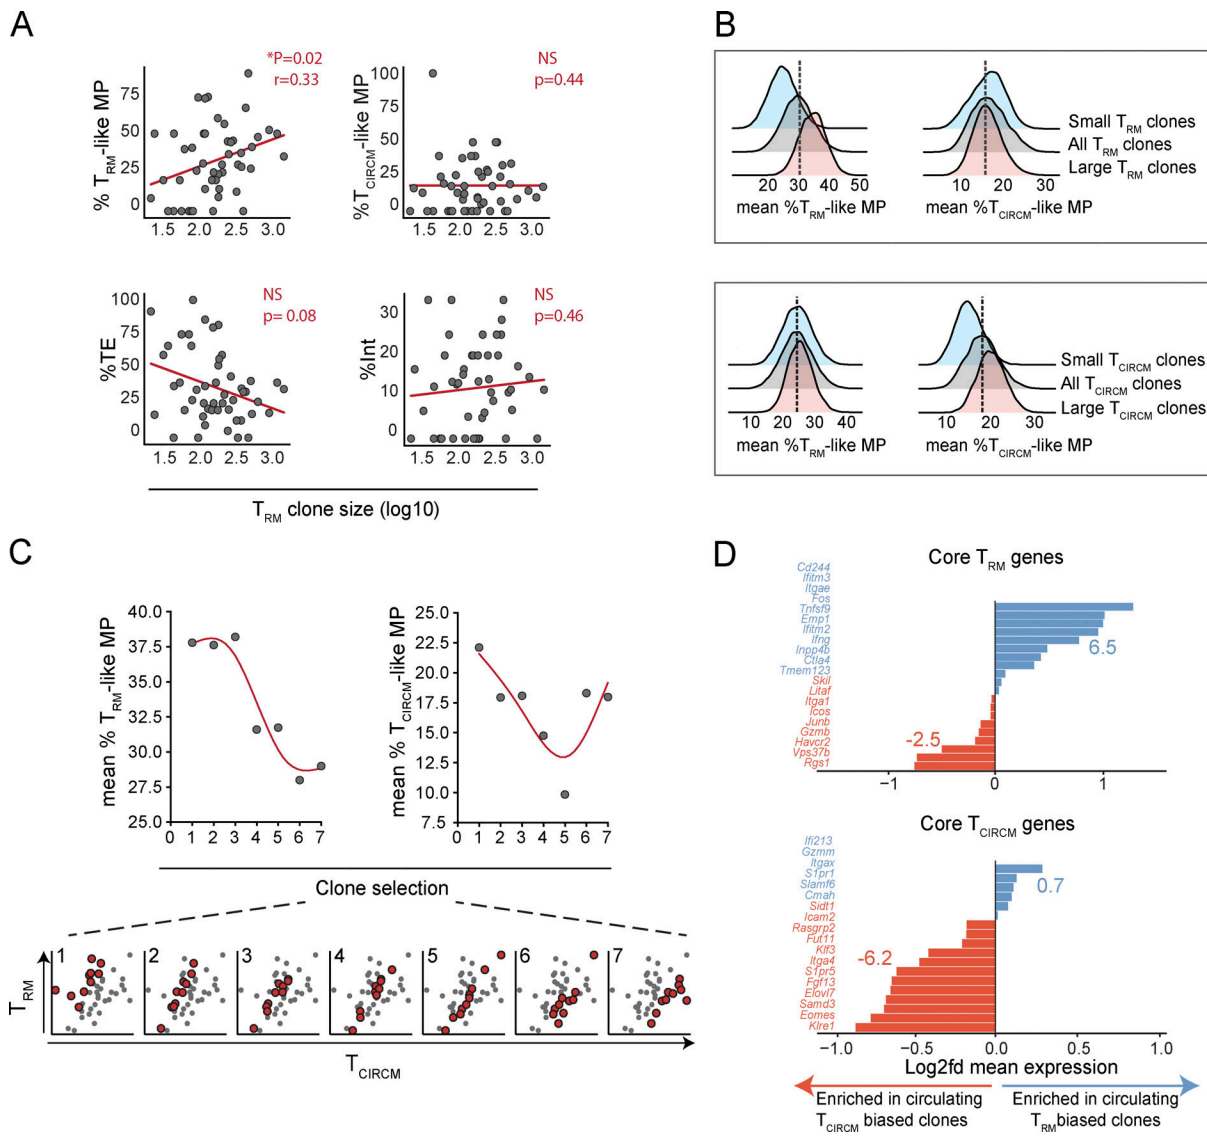 A
*P=0.02
r=0.33
% TRM-like MP
75
50
25
0
1.5 2.0 2.5 3.0
NS
p=0.44
%TCIRCM-like MP
100
75
50
25
0
1.5 2.0 2.5 3.0
NS
p= 0.08
%TE
100
75
50
25
0
1.5 2.0 2.5 3.0
NS
p=0.46
%Int
30
20
10
0
1.5 2.0 2.5 3.0
TRM clone size (log10)
B
Small TRM clones
All TRM clones
Large TRM clones
20 30 40 50
mean %TRM-like MP
10 20 30
mean %TCIRCM-like MP
Small TCIRCM clones
All TCIRCM clones
Large TCIRCM clones
10 20 30 40
mean %TRM-like MP
10 20 30
mean %TCIRCM-like MP
C
mean % TRM-like MP
40.0
37.5
35.0
32.5
30.0
27.5
25.0
0 1 2 3 4 5 6 7
mean % TCIRCM-like MP
25.0
22.5
20.0
17.5
15.0
12.5
10.0
7.5
0 1 2 3 4 5 6 7
Clone selection
1 2 3 4 5 6 7
TRM
TCIRCM
D
Core TRM genes
Cd244
Ifitm3
Itgae
Fos
Tnfsf9
Emp1
Ifitm2
Ifng
Inpp4b
Ctla4
Tmem123
Skil
Litaf
Itga1
Icos
Junb
Gzmb
Havcr2
Vps37b
Rgs1
6.5
-2.5
-1 0 1
Core TCIRCM genes
Ifi213
Gzmm
Itgax
S1pr1
Slamf6
Cmah
Sidt1
Icam2
Rasgrp2
Fut11
Klf3
Itga4
S1pr5
Fgf13
Elovl7
Samd3
Eomes
Klre1
0.7
-6.2
-1.0 -0.5 0.0 0.5 1.0
Log2fd mean expression
Enriched in circulating
TCIRCM biased clones
Enriched in circulating
TRMbiased clones